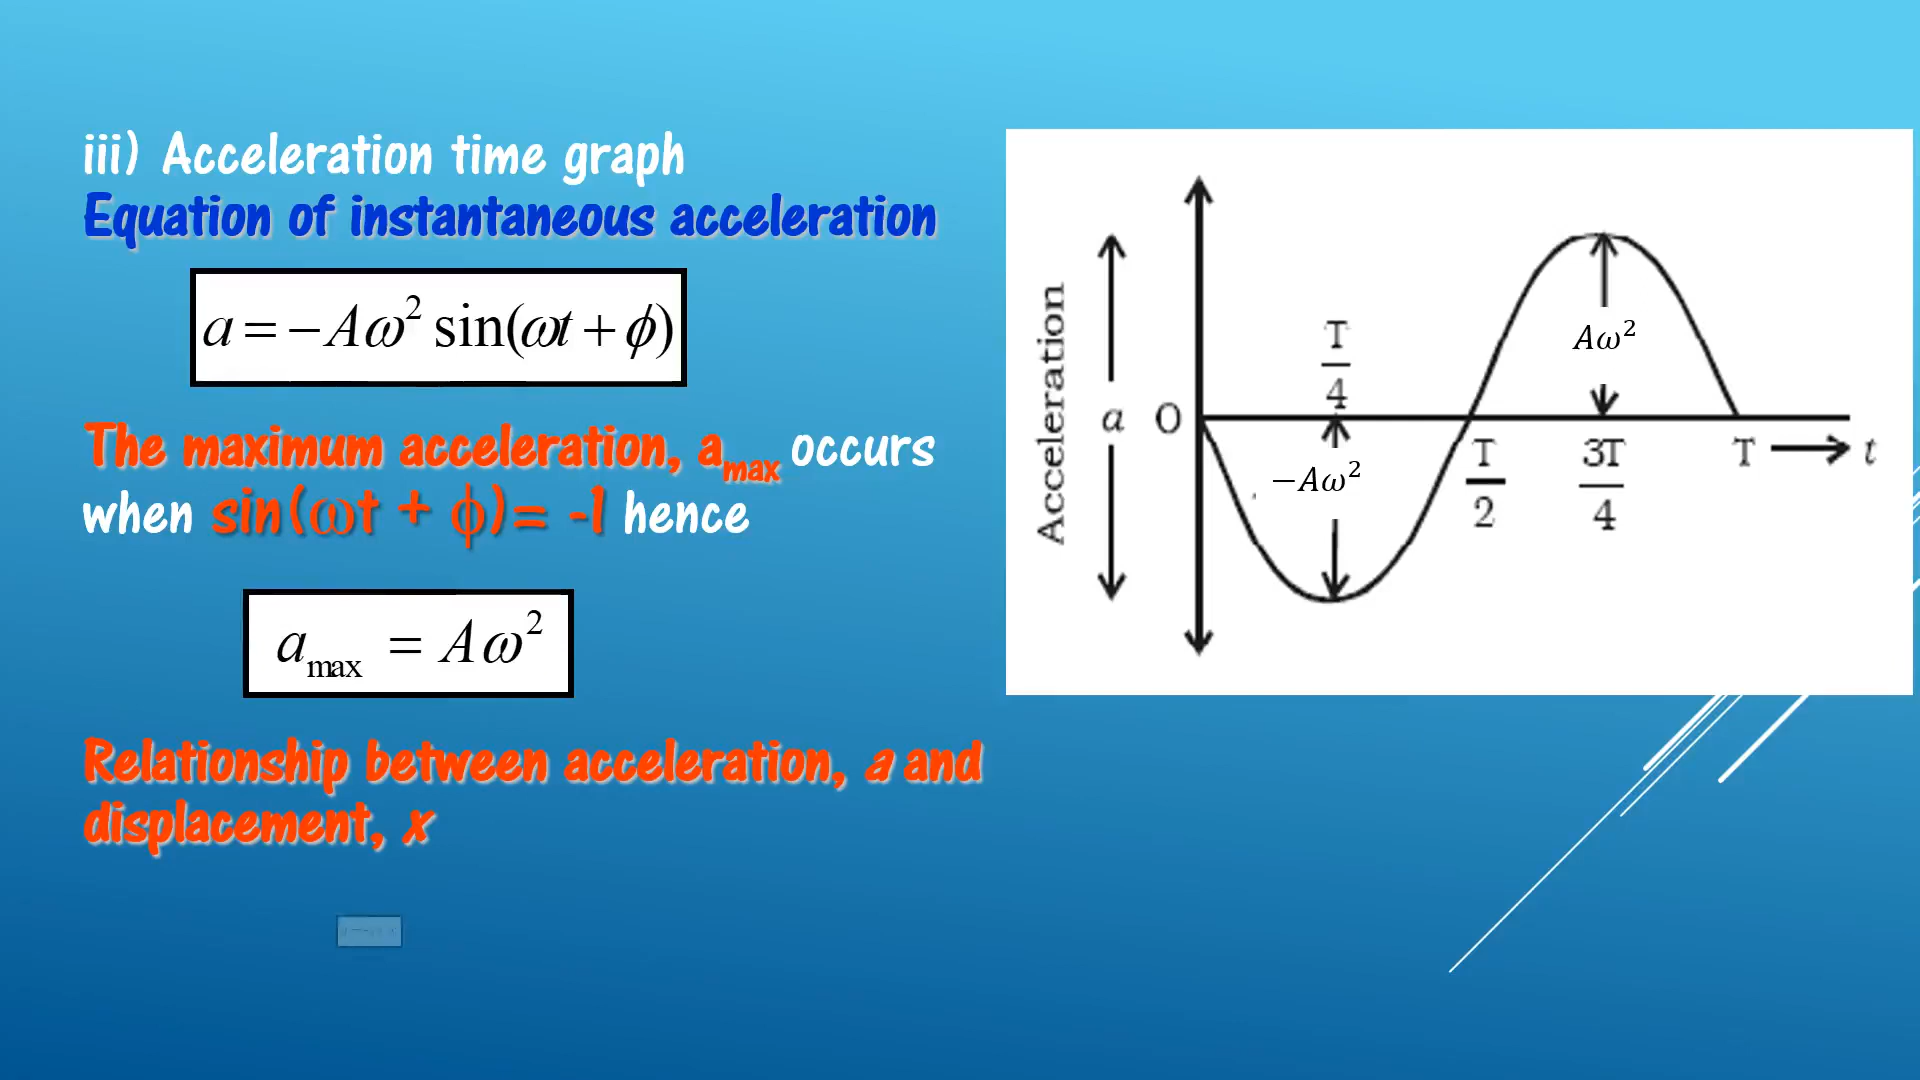 iii) Acceleration time graph
Equation of instantaneous acceleration
a = −Aω² sin(ωt + ϕ)
The maximum acceleration, aₘₐₓ occurs
when sin(ωt + ϕ)= -1 hence
aₘₐₓ = Aω²
Relationship between acceleration, a and
displacement, x
Acceleration
a
O
T/4
−Aω²
T/2
Aω²
3T/4
T → t